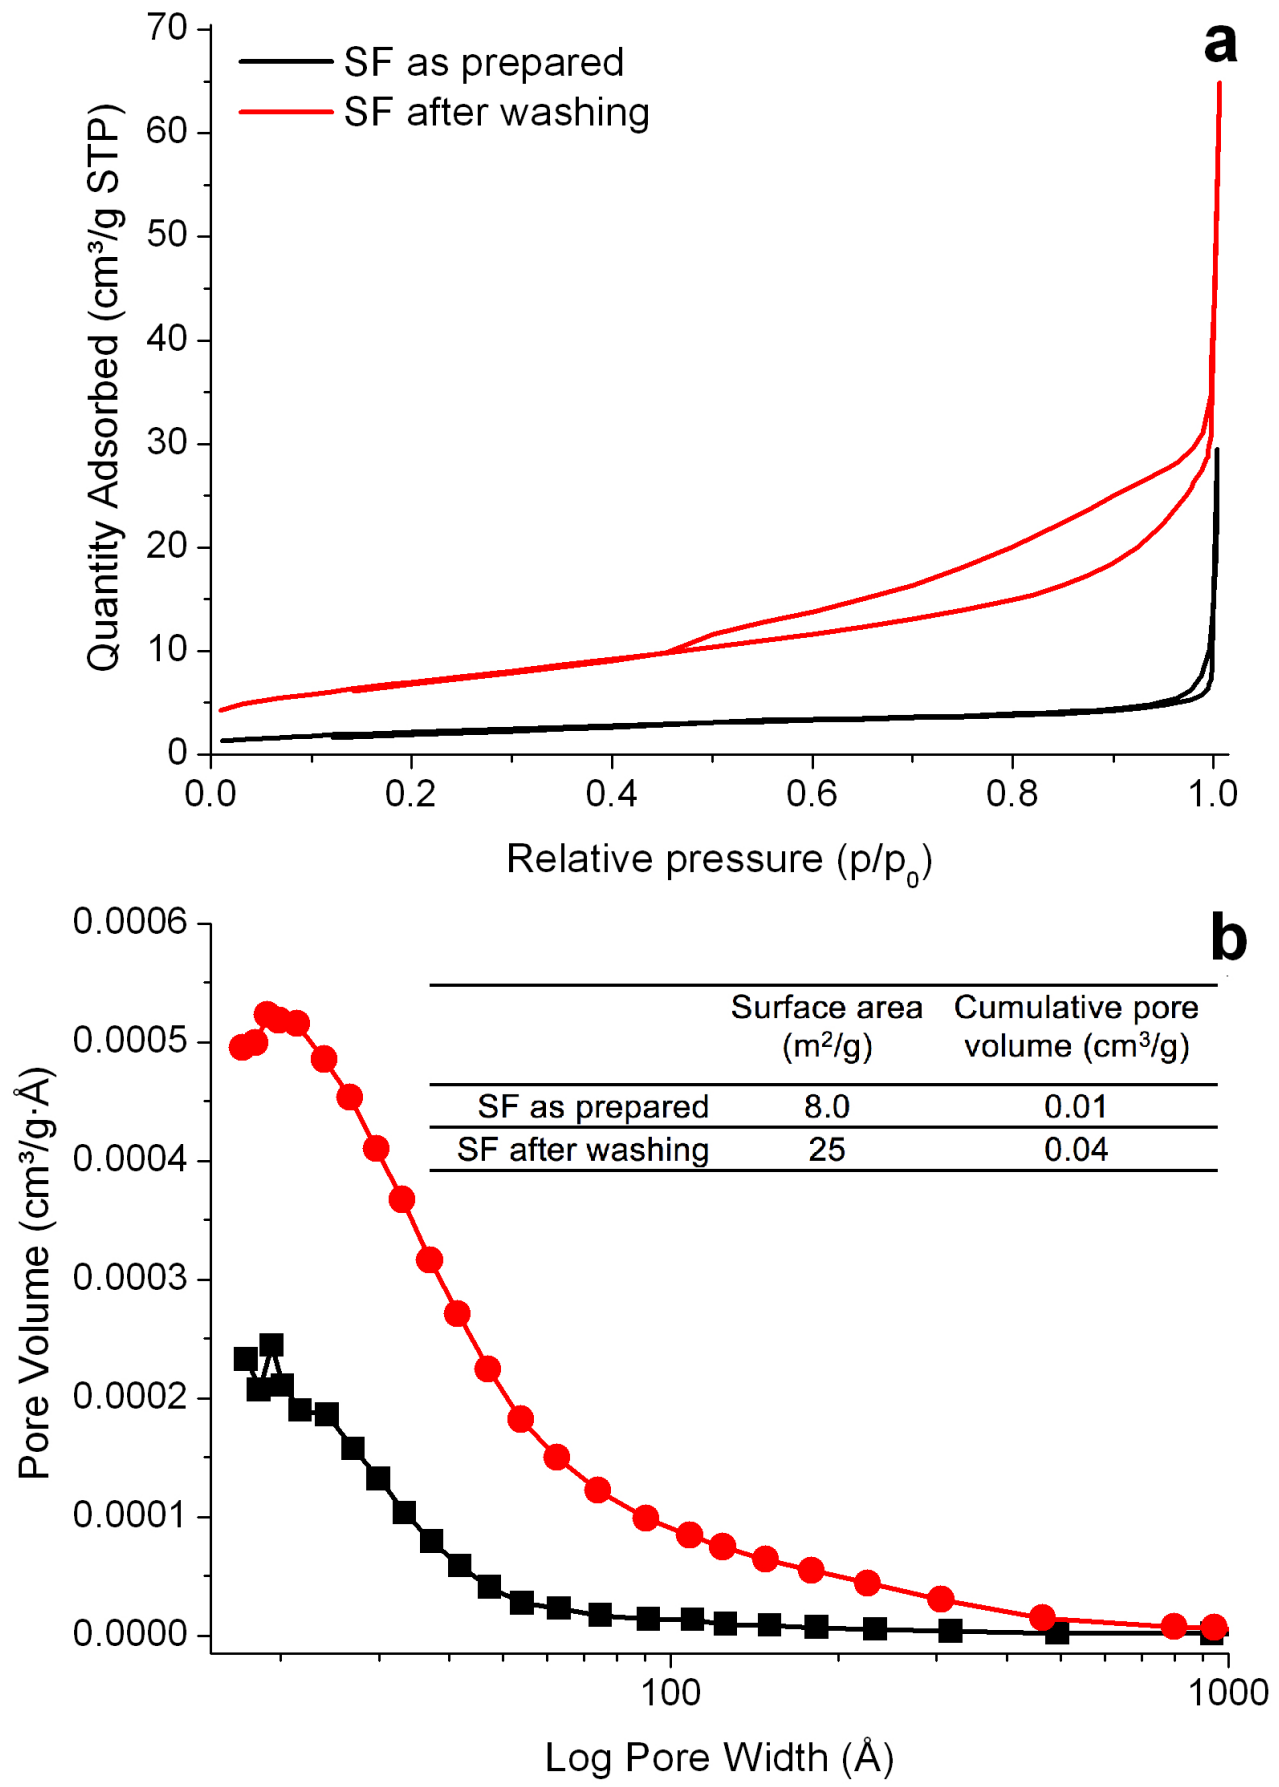 a
SF as prepared
SF after washing
70
60
50
40
30
20
10
0
Quantity Adsorbed (cm³/g STP)
0.0 0.2 0.4 0.6 0.8 1.0
Relative pressure (p/p₀)
b
0.0006
0.0005
0.0004
0.0003
0.0002
0.0001
0.0000
Pore Volume (cm³/g·Å)
Surface area Cumulative pore
(m²/g) volume (cm³/g)
SF as prepared 8.0 0.01
SF after washing 25 0.04
100 1000
Log Pore Width (Å)